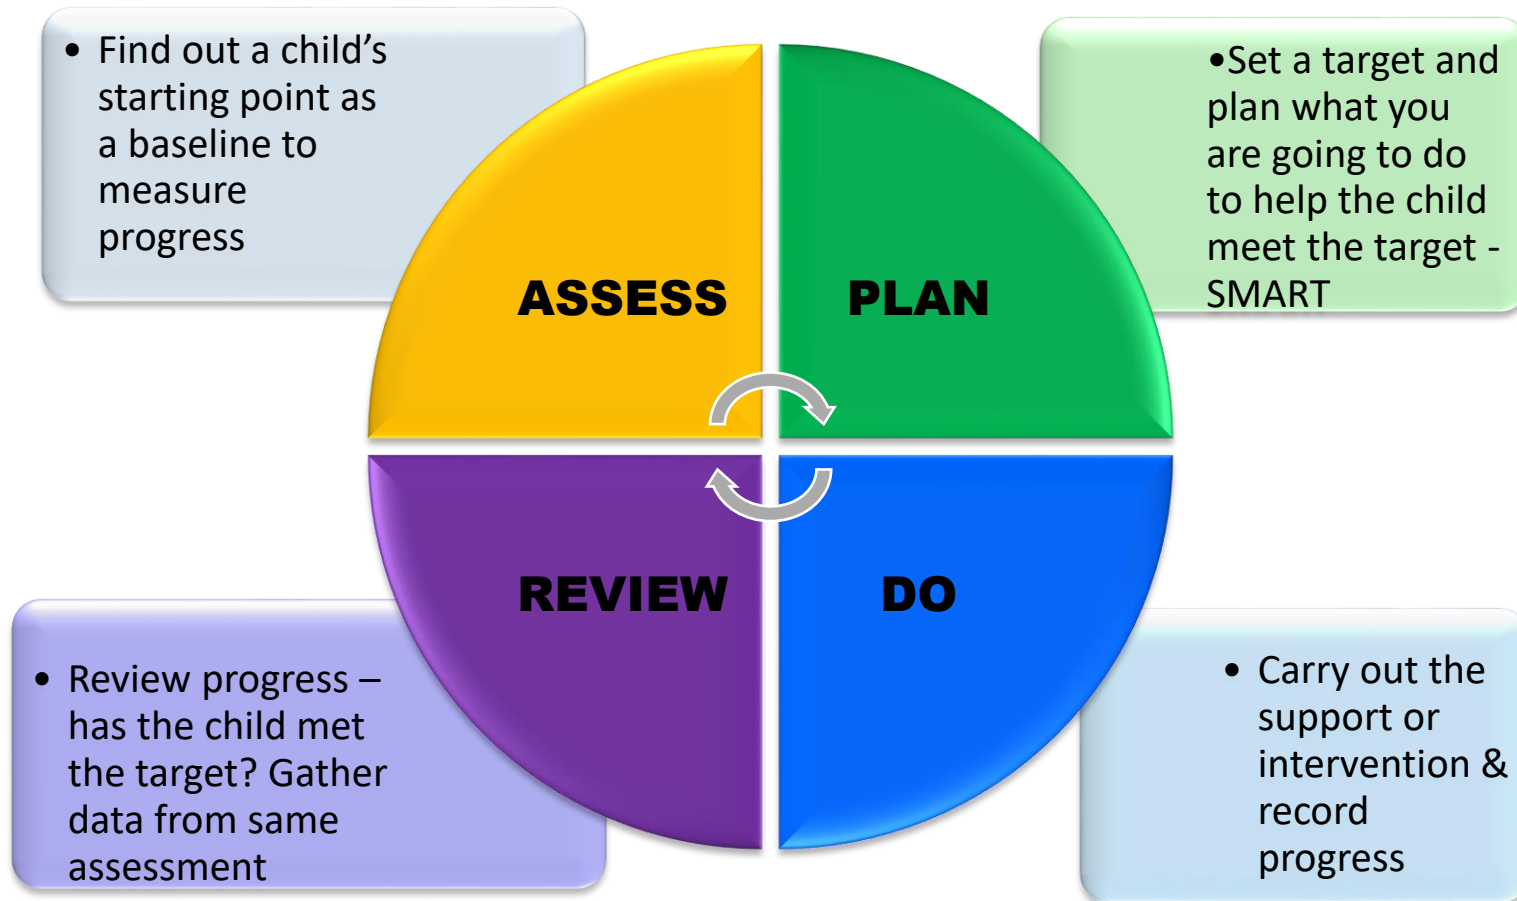 • Find out a child’s
starting point as
a baseline to
measure
progress
•Set a target and
plan what you
are going to do
to help the child
meet the target -
SMART
ASSESS
PLAN
REVIEW
DO
• Review progress –
has the child met
the target? Gather
data from same
assessment
• Carry out the
support or
intervention &
record
progress